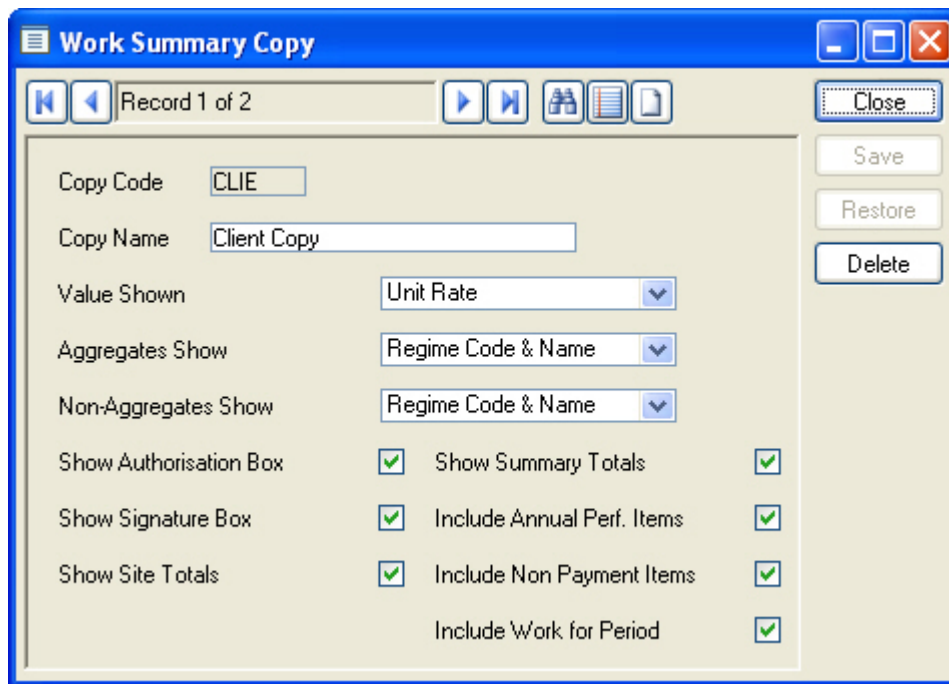 Work Summary Copy
Record 1 of 2
Close
Save
Restore
Delete
Copy Code CLIE
Copy Name Client Copy
Value Shown Unit Rate
Aggregates Show Regime Code & Name
Non-Aggregates Show Regime Code & Name
Show Authorisation Box Show Summary Totals
Show Signature Box Include Annual Perf. Items
Show Site Totals Include Non Payment Items
Include Work for Period